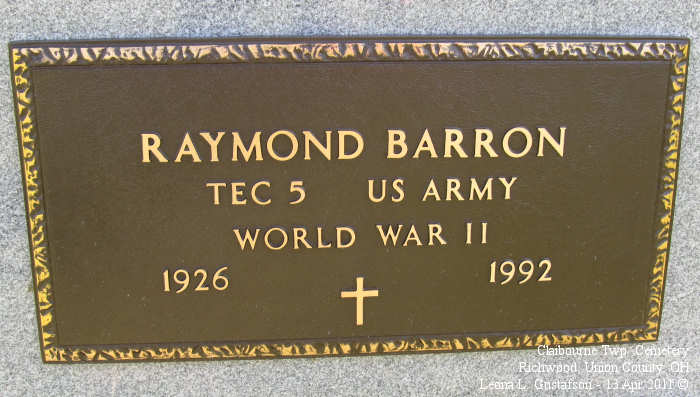 RAYMOND BARRON
TEC 5 US ARMY
WORLD WAR II
1926 1992
Claibourne Twp. Cemetery
Richwood, Union County, OH
Leona L. Gustafson - 13 Apr 2011 ©